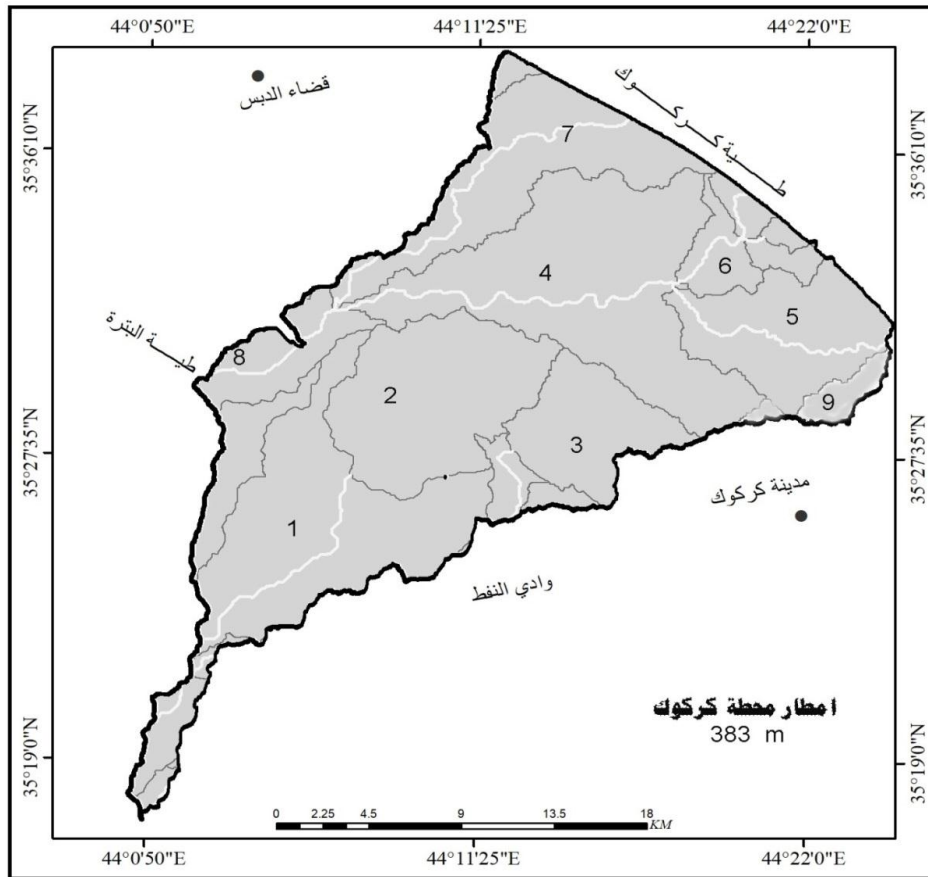 44°0'50"E 44°11'25"E 44°22'0"E
قضاء الدبس
طية كركوك
35°36'10"N 35°36'10"N
7
4
6
5
طية البتزة
8
2
9
3
35°27'35"N 35°27'35"N
مدينة كركوك
1
وادي النفط
امطار محطة كركوك
383 m
35°19'0"N 35°19'0"N
0 2.25 4.5 9 13.5 18 KM
44°0'50"E 44°11'25"E 44°22'0"E